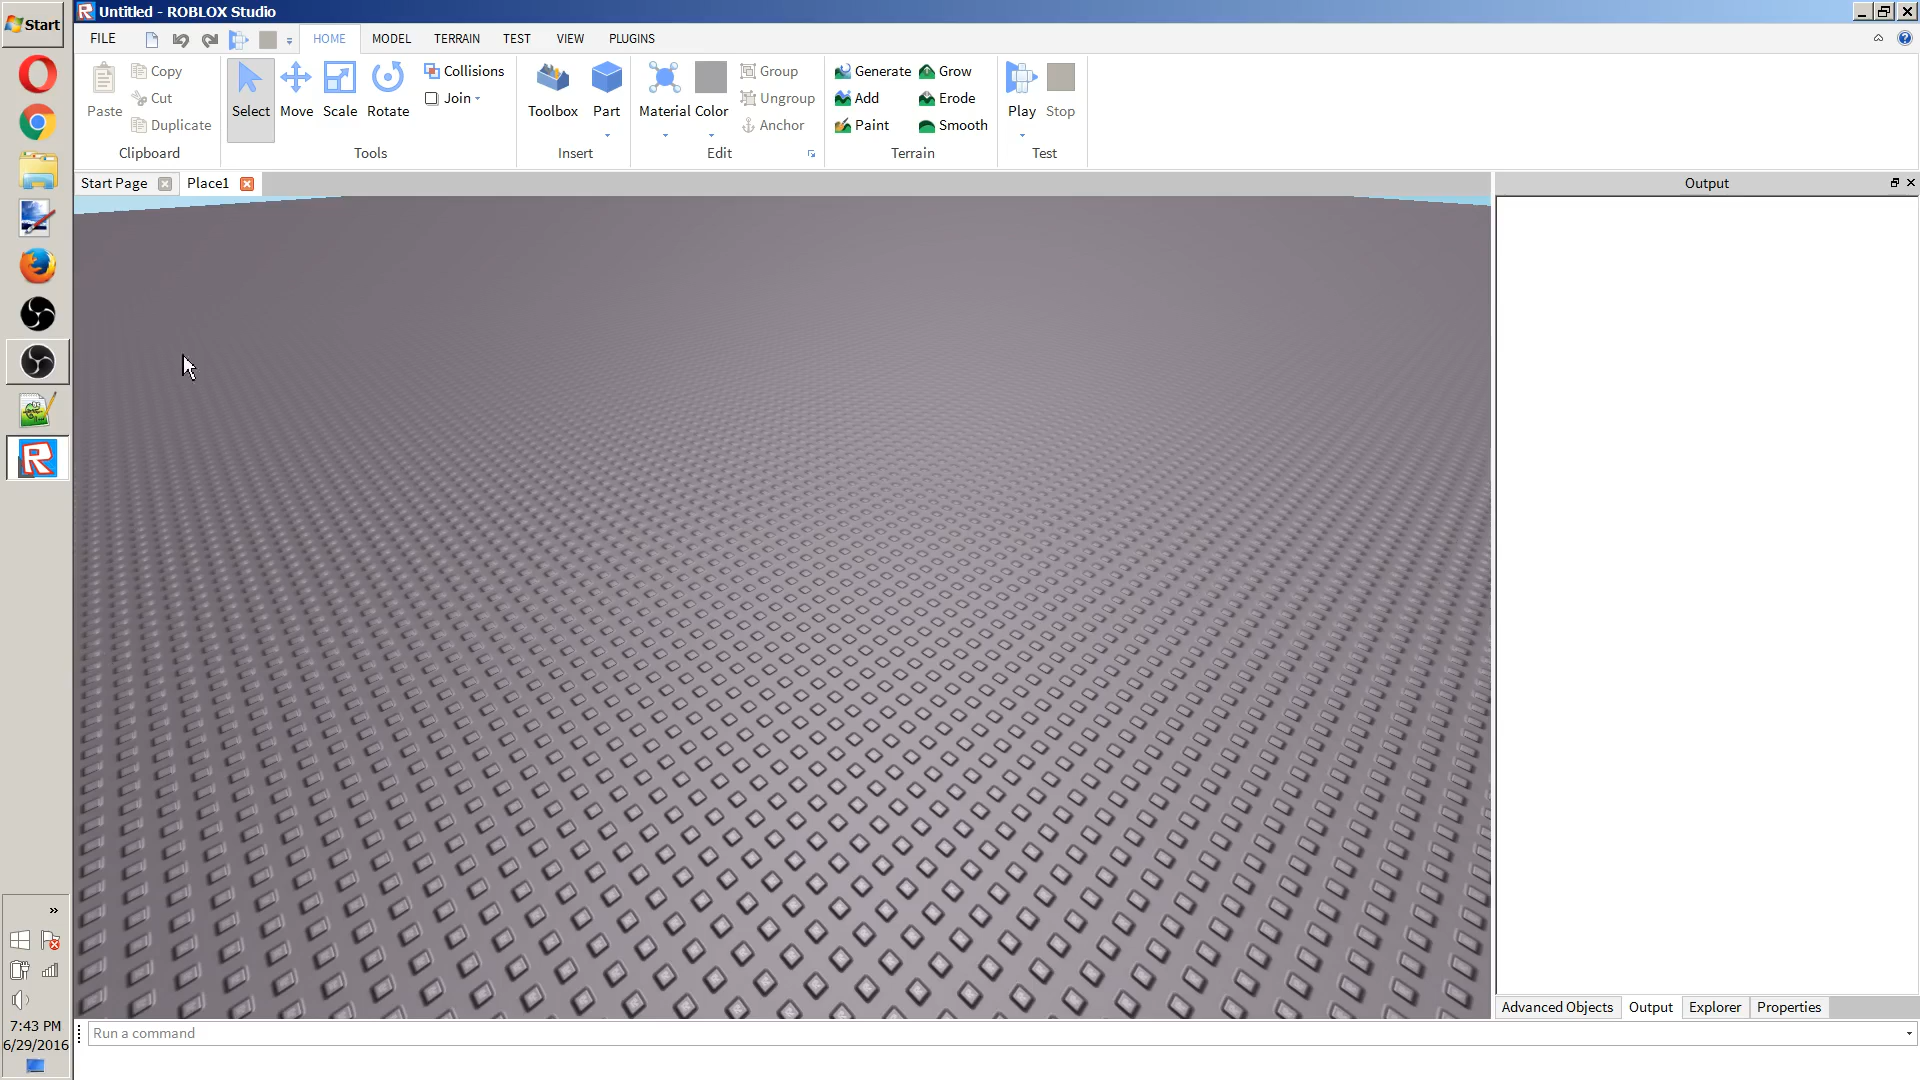 Start
Untitled - ROBLOX Studio
FILE
HOME
MODEL
TERRAIN
TEST
VIEW
PLUGINS
Paste
Copy
Cut
Duplicate
Clipboard
Select
Move
Scale
Rotate
Collisions
Join
Tools
Toolbox
Part
Insert
Material
Color
Group
Ungroup
Anchor
Edit
Generate
Add
Paint
Grow
Erode
Smooth
Terrain
Play
Stop
Test
Start Page
Place1
Output
Advanced Objects
Output
Explorer
Properties
Run a command
7:43 PM
6/29/2016